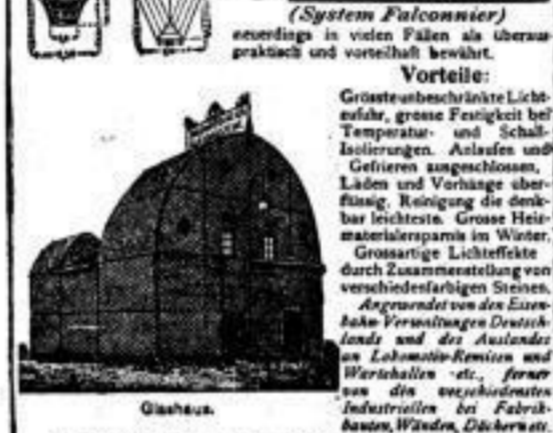 (System Falconnier)
neuerdings in vielen Fällen als überaus
praktisch und vorteilhaft bewährt.
Vorteile:
Grösste unbeschränkte Licht-
zufuhr, grosse Festigkeit bei
Temperatur- und Schall-
Isolierungen. Anlaufen und
Gefrieren ausgeschlossen,
Läden und Vorhänge über-
flüssig. Reinigung die denk-
bar leichteste. Grosse Heiz-
materialersparnis im Winter.
Grossartige Lichteffekte
durch Zusammenstellung von
verschiedenfarbigen Steinen.
Angewendet von den Eisen-
bahn-Verwaltungen Deutsch-
lands und des Auslandes
an Lokomotiv-Remisen und
Wartehallen etc., ferner
von den verschiedensten
Industriellen bei Fabrik-
bauten, Wänden, Dächern etc.
Glashaus.